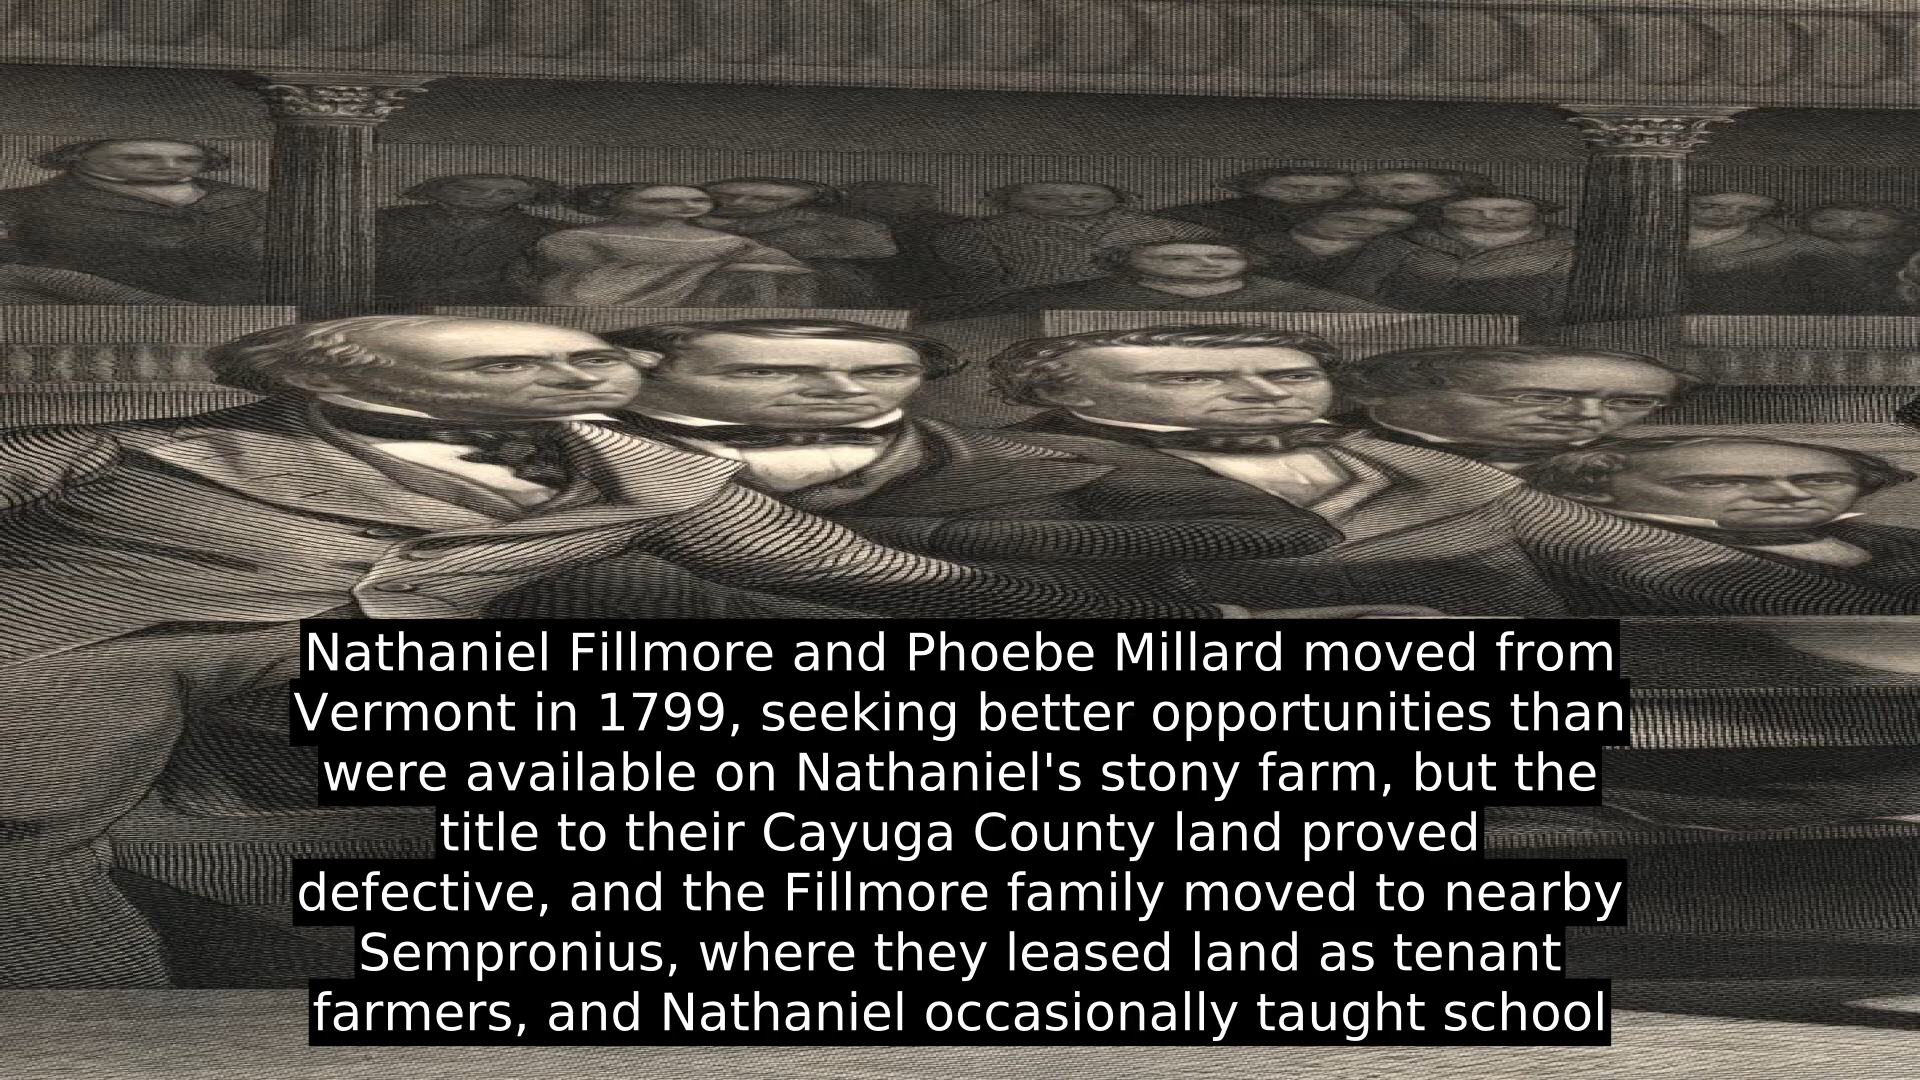 Nathaniel Fillmore and Phoebe Millard moved from
Vermont in 1799, seeking better opportunities than
were available on Nathaniel's stony farm, but the
title to their Cayuga County land proved
defective, and the Fillmore family moved to nearby
Sempronius, where they leased land as tenant
farmers, and Nathaniel occasionally taught school